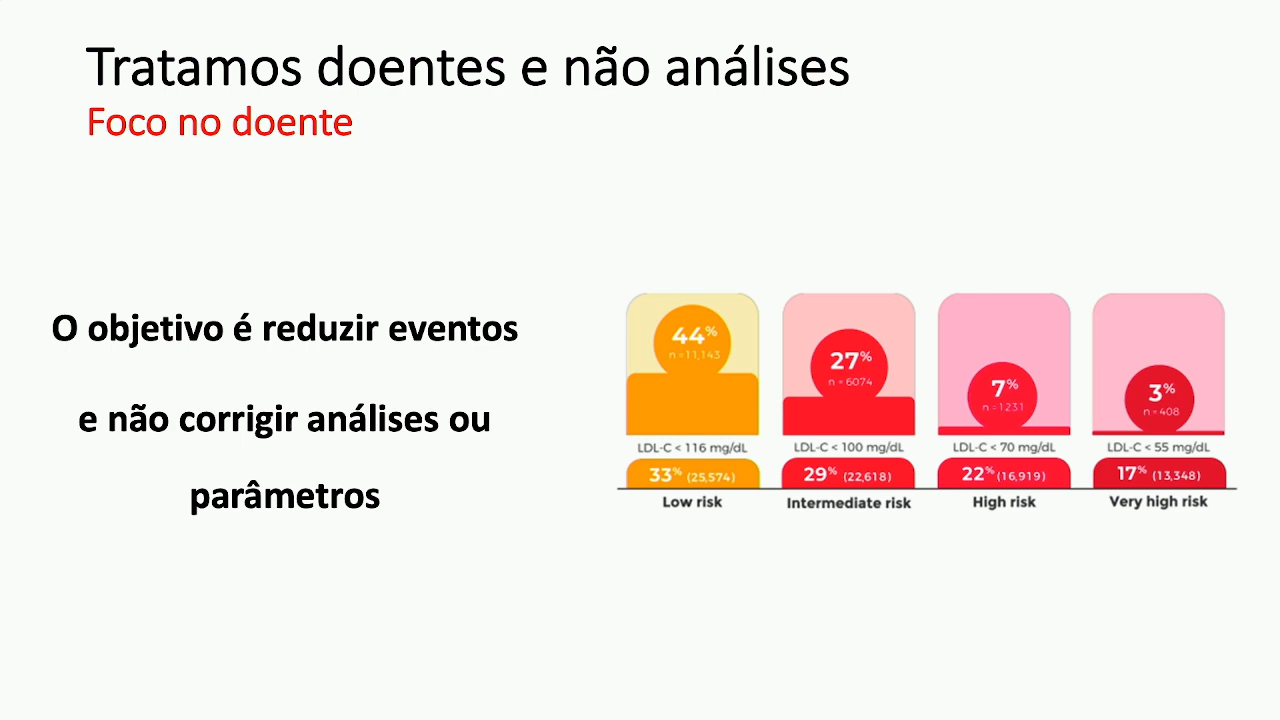 Tratamos doentes e não análises
Foco no doente
O objetivo é reduzir eventos
e não corrigir análises ou
parâmetros
44%
n=11,143
LDL-C < 116 mg/dL
33% (25,574)
Low risk
27%
n = 6074
LDL-C < 100 mg/dL
29% (22,618)
Intermediate risk
7%
n=1231
LDL-C < 70 mg/dL
22% (16,919)
High risk
3%
n=408
LDL-C < 55 mg/dL
17% (13,348)
Very high risk